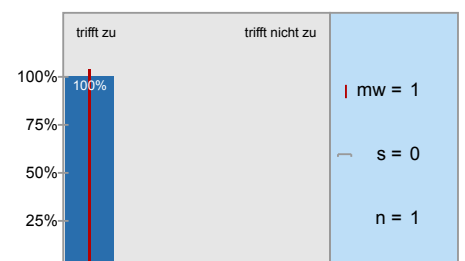 trifft zu trifft nicht zu
100%
100%
mw = 1
75%
s = 0
50%
25%
n = 1